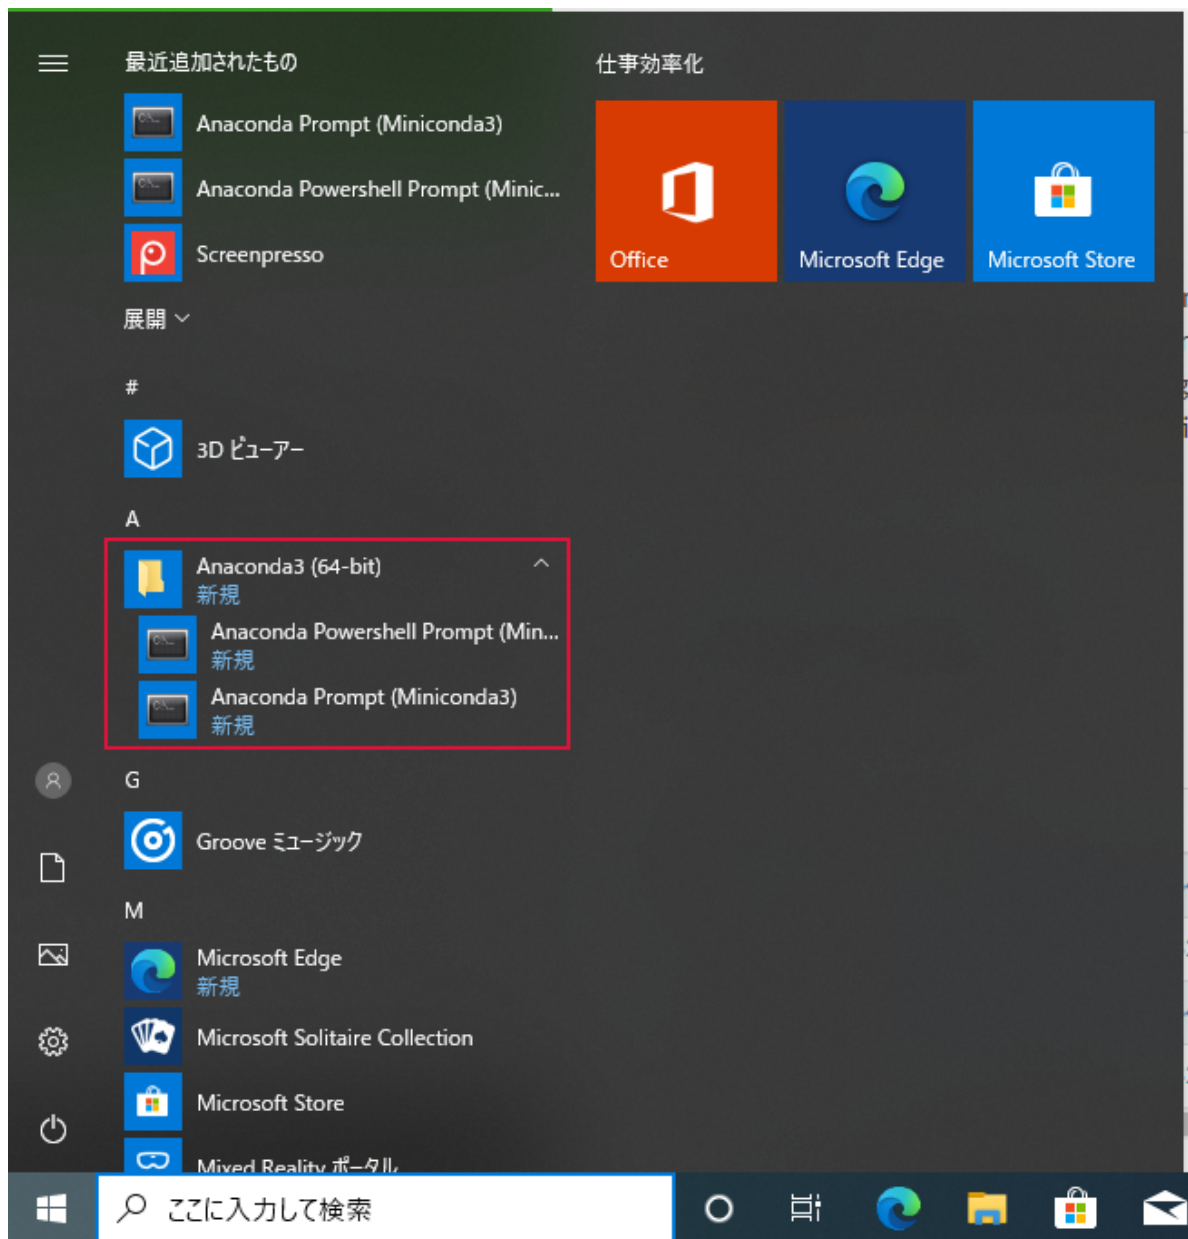 最近追加されたもの
Anaconda Prompt (Miniconda3)
Anaconda Powershell Prompt (Minic...
Screenpresso
展開
#
3D ビューアー
A
Anaconda3 (64-bit)
新規
Anaconda Powershell Prompt (Min...
新規
Anaconda Prompt (Miniconda3)
新規
G
Groove ミュージック
M
Microsoft Edge
新規
Microsoft Solitaire Collection
Microsoft Store
Mixed Reality ポータル
仕事効率化
Office
Microsoft Edge
Microsoft Store
ここに入力して検索